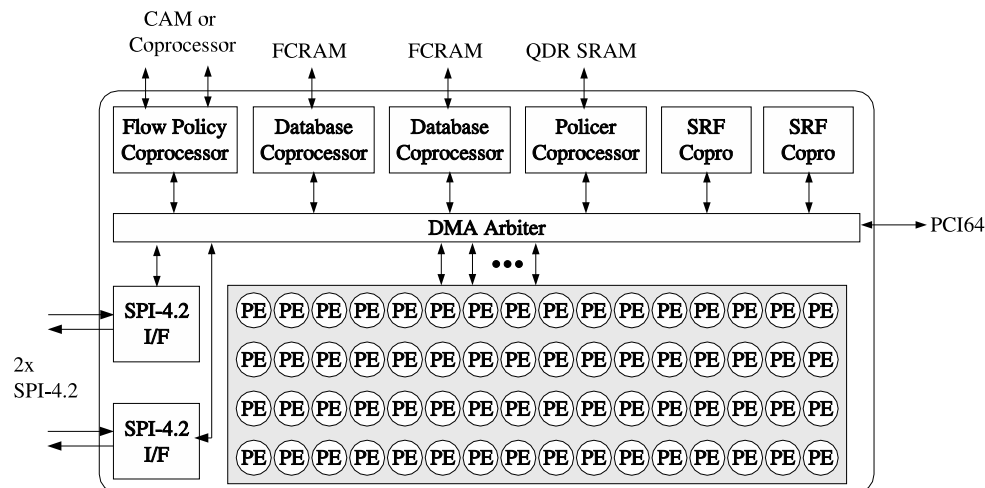 CAM or
Coprocessor
FCRAM
FCRAM
QDR SRAM
Flow Policy
Coprocessor
Database
Coprocessor
Database
Coprocessor
Policer
Coprocessor
SRF
Copro
SRF
Copro
DMA Arbiter
PCI64
SPI-4.2
I/F
2x
SPI-4.2
SPI-4.2
I/F
PE PE PE PE PE PE PE PE PE PE PE PE PE PE PE PE
PE PE PE PE PE PE PE PE PE PE PE PE PE PE PE PE
PE PE PE PE PE PE PE PE PE PE PE PE PE PE PE PE
PE PE PE PE PE PE PE PE PE PE PE PE PE PE PE PE